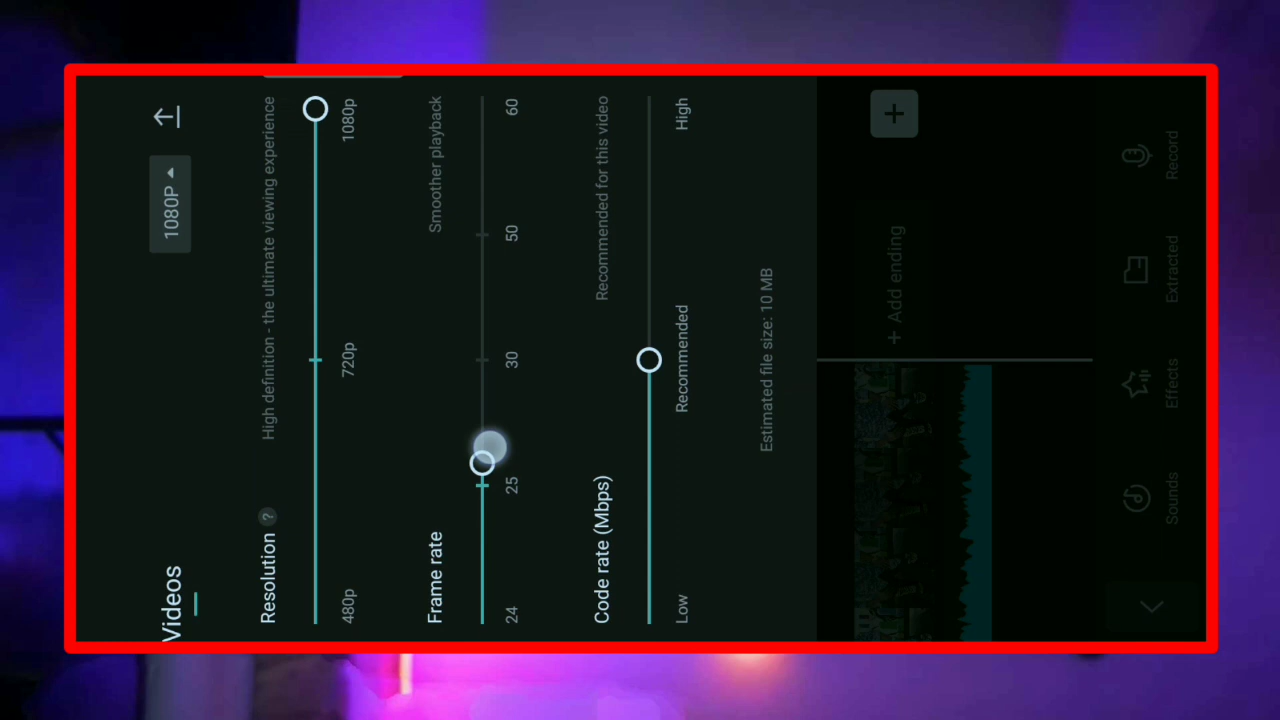 1080P
Videos
Resolution ?
High definition - the ultimate viewing experience
480p 720p 1080p
Frame rate
Smoother playback
24 25 30 50 60
Code rate (Mbps)
Recommended for this video
Low Recommended High
Estimated file size: 10 MB
+ Add ending
+
Sounds Effects Extracted Record